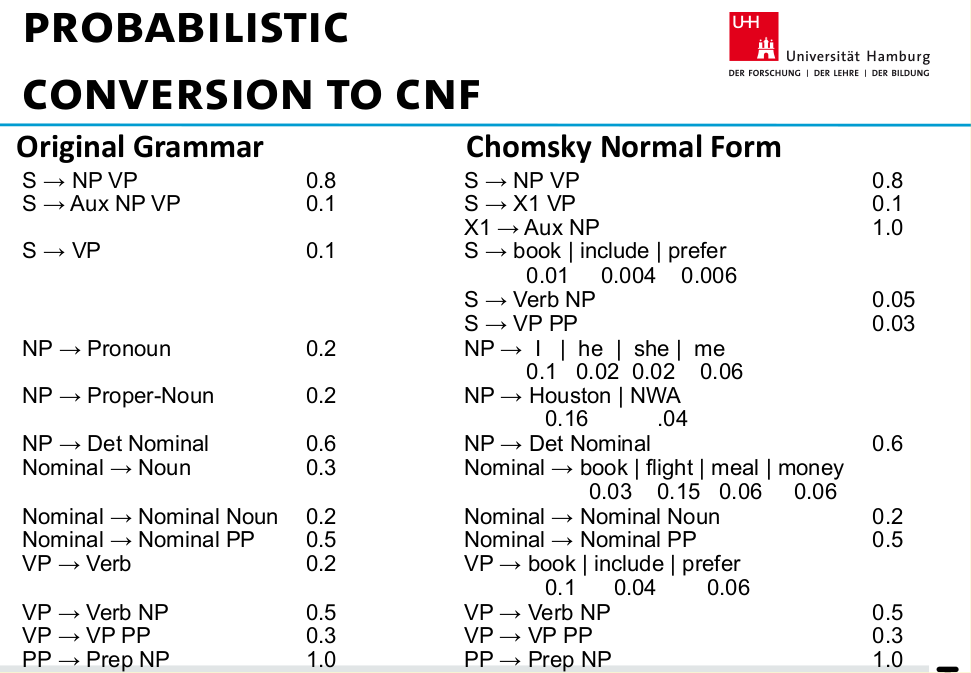 PROBABILISTIC
CONVERSION TO CNF
UH
Universität Hamburg
DER FORSCHUNG | DER LEHRE | DER BILDUNG
Original Grammar
S → NP VP 0.8
S → Aux NP VP 0.1
S → VP 0.1
NP → Pronoun 0.2
NP → Proper-Noun 0.2
NP → Det Nominal 0.6
Nominal → Noun 0.3
Nominal → Nominal Noun 0.2
Nominal → Nominal PP 0.5
VP → Verb 0.2
VP → Verb NP 0.5
VP → VP PP 0.3
PP → Prep NP 1.0
Chomsky Normal Form
S → NP VP 0.8
S → X1 VP 0.1
X1 → Aux NP 1.0
S → book | include | prefer
0.01 0.004 0.006
S → Verb NP 0.05
S → VP PP 0.03
NP → I | he | she | me
0.1 0.02 0.02 0.06
NP → Houston | NWA
0.16 .04
NP → Det Nominal 0.6
Nominal → book | flight | meal | money
0.03 0.15 0.06 0.06
Nominal → Nominal Noun 0.2
Nominal → Nominal PP 0.5
VP → book | include | prefer
0.1 0.04 0.06
VP → Verb NP 0.5
VP → VP PP 0.3
PP → Prep NP 1.0